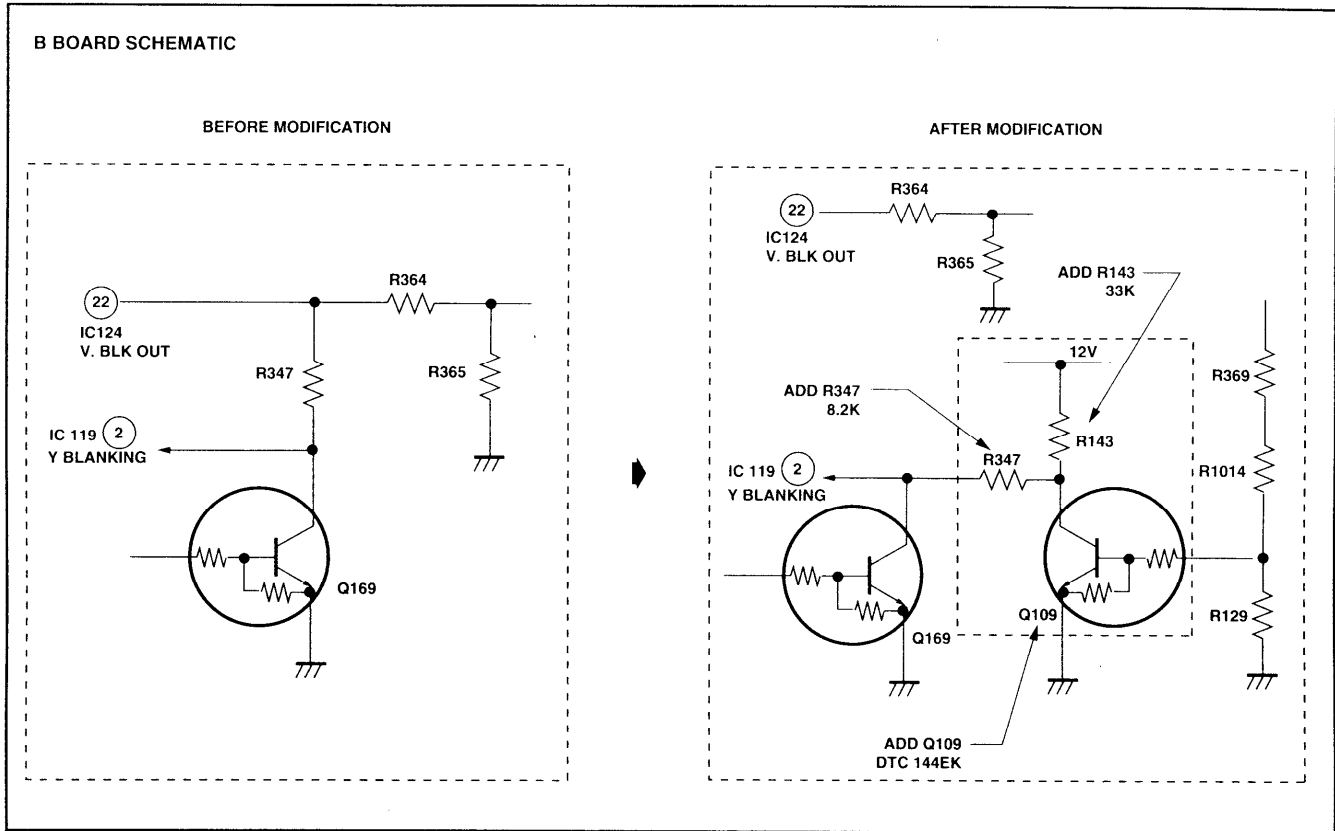 B BOARD SCHEMATIC
BEFORE MODIFICATION
22
IC124
V. BLK OUT
R364
R347
R365
IC 119 2
Y BLANKING
Q169
AFTER MODIFICATION
R364
22
IC124
V. BLK OUT
R365
ADD R143
33K
12V
R369
ADD R347
8.2K
R143
R347
R1014
IC 119 2
Y BLANKING
Q169
Q109
R129
ADD Q109
DTC 144EK